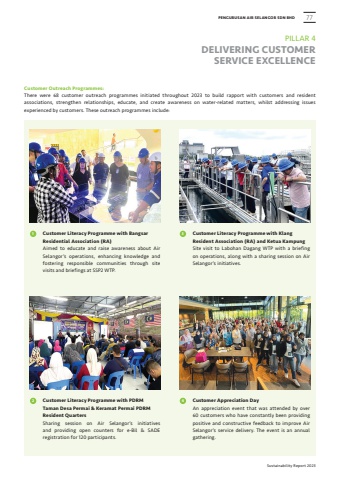 PENGURUSAN AIR SELANGOR SDN BHD 77
PILLAR 4
DELIVERING CUSTOMER
SERVICE EXCELLENCE
Customer Outreach Programmes:
There were 68 customer outreach programmes initiated throughout 2023 to build rapport with customers and resident
associations, strengthen relationships, educate, and create awareness on water-related matters, whilst addressing issues
experienced by customers. These outreach programmes include:
1 Customer Literacy Programme with Bangsar
Residential Association (RA)
Aimed to educate and raise awareness about Air
Selangor's operations, enhancing knowledge and
fostering responsible communities through site
visits and briefings at SSP2 WTP.
2 Customer Literacy Programme with Klang
Resident Association (RA) and Ketua Kampung
Site visit to Labohan Dagang WTP with a briefing
on operations, along with a sharing session on Air
Selangor's initiatives.
3 Customer Literacy Programme with PDRM
Taman Desa Permai & Keramat Permai PDRM
Resident Quarters
Sharing session on Air Selangor's initiatives
and providing open counters for e-Bil & SADE
registration for 120 participants.
4 Customer Appreciation Day
An appreciation event that was attended by over
60 customers who have constantly been providing
positive and constructive feedback to improve Air
Selangor's service delivery. The event is an annual
gathering.
Sustainability Report 2023